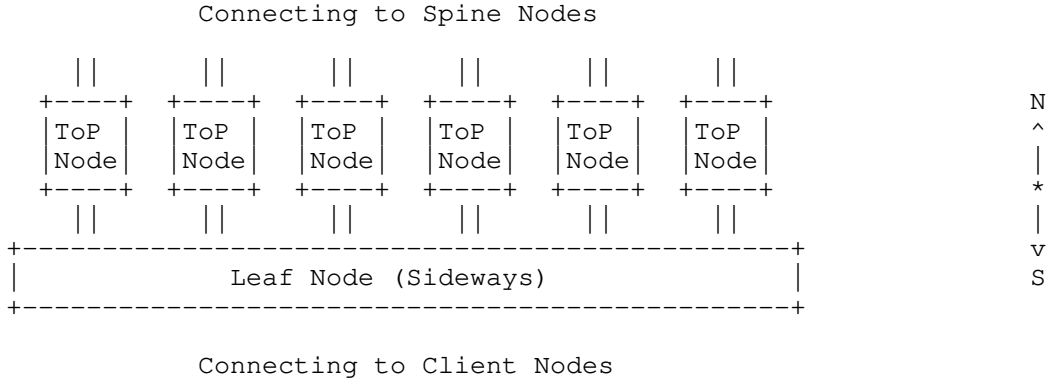 Connecting to Spine Nodes
||       ||       ||       ||       ||       ||
+----+  +----+  +----+  +----+  +----+  +----+                 N
|ToP |  |ToP |  |ToP |  |ToP |  |ToP |  |ToP |                 ^
|Node|  |Node|  |Node|  |Node|  |Node|  |Node|                 |
+----+  +----+  +----+  +----+  +----+  +----+                 *
||       ||       ||       ||       ||       ||                |
+------------------------------------------------+             v
|             Leaf Node (Sideways)               |             S
+------------------------------------------------+
Connecting to Client Nodes